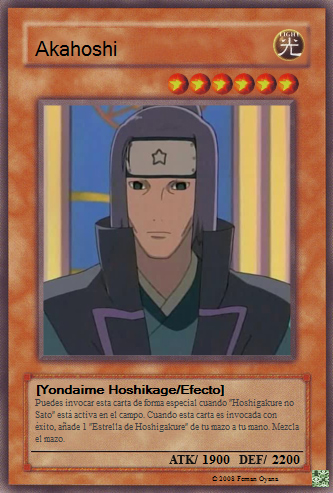 Akahoshi
LIGHT
光
[Yondaime Hoshikage/Efecto]
Puedes invocar esta carta de forma especial cuando "Hoshigakure no
Sato" está activa en el campo. Cuando esta carta es invocada con
éxito, añade 1 "Estrella de Hoshigakure" de tu mazo a tu mano. Mezcla
el mazo.
ATK/ 1900 DEF/ 2200
©2008 Fernan Oyana